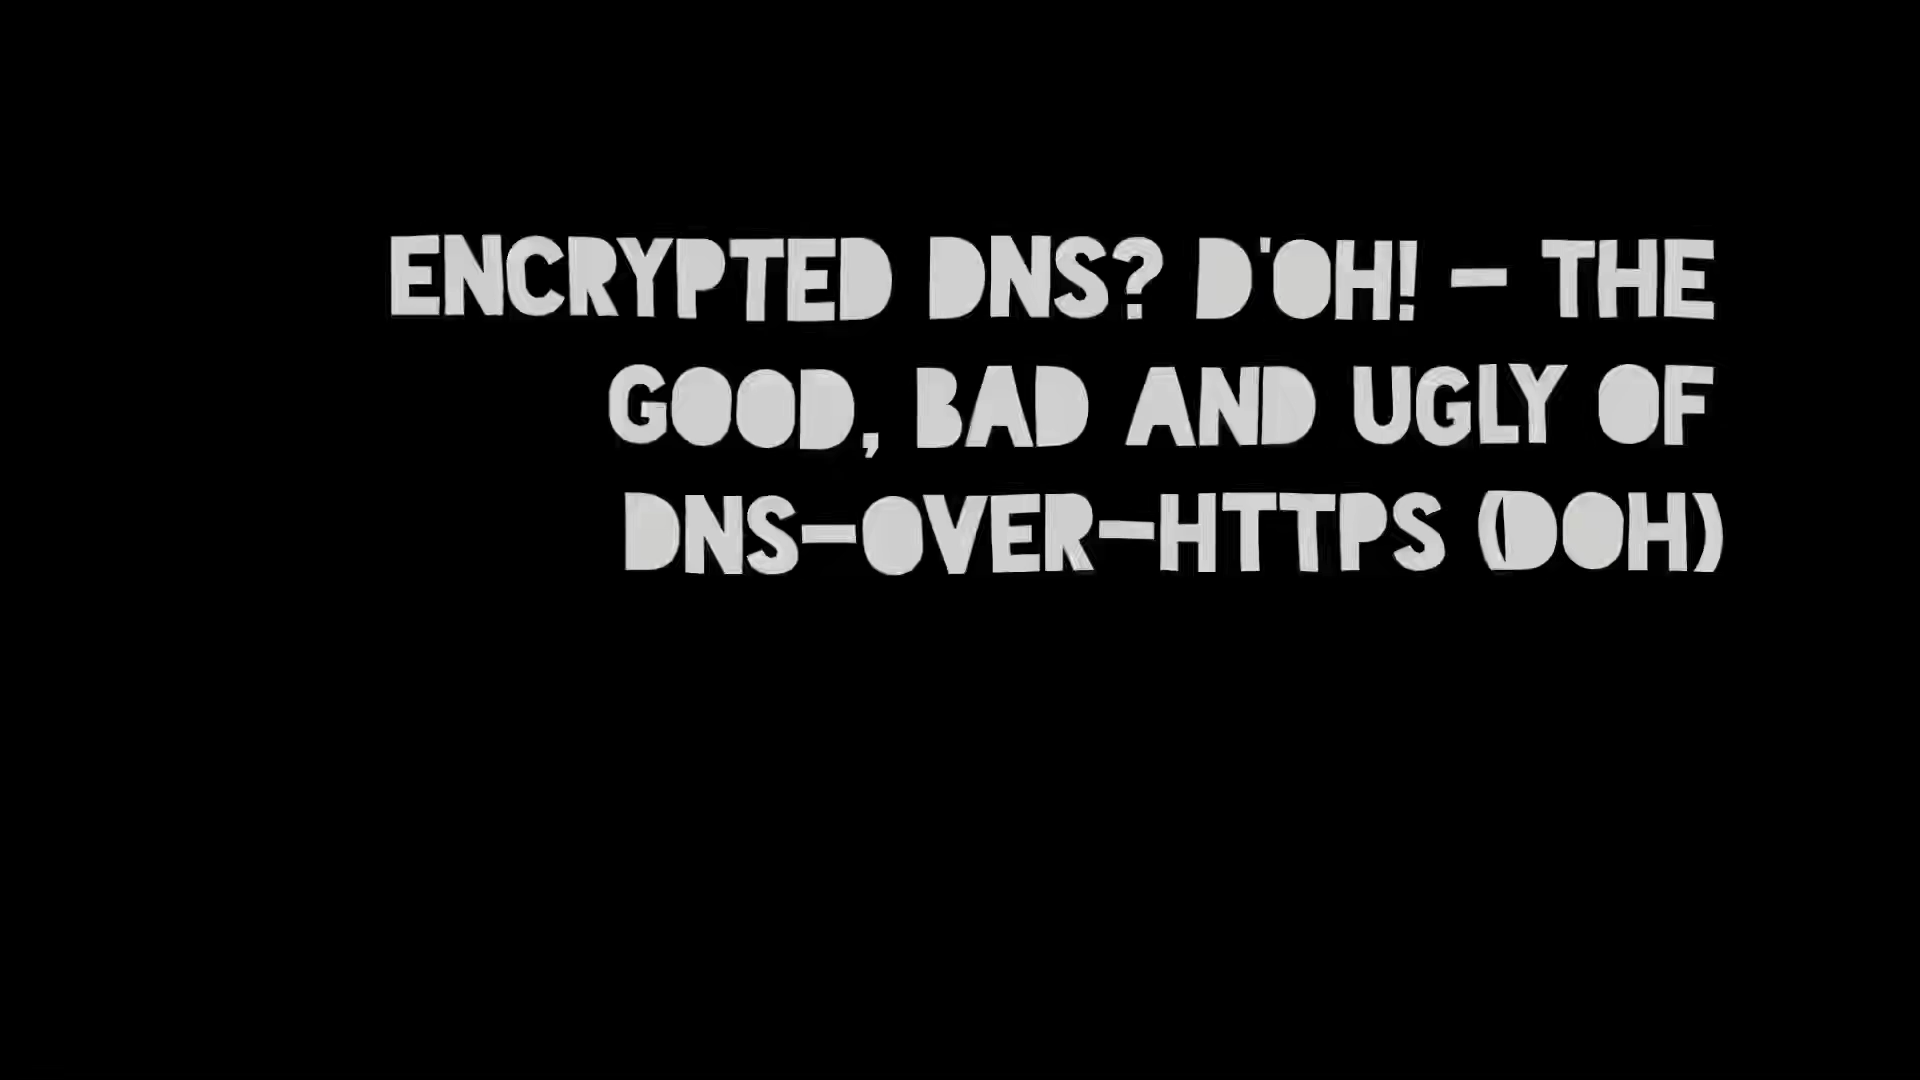 ENCRYPTED DNS? D'OH! - THE
GOOD, BAD AND UGLY OF
DNS-OVER-HTTPS (DOH)